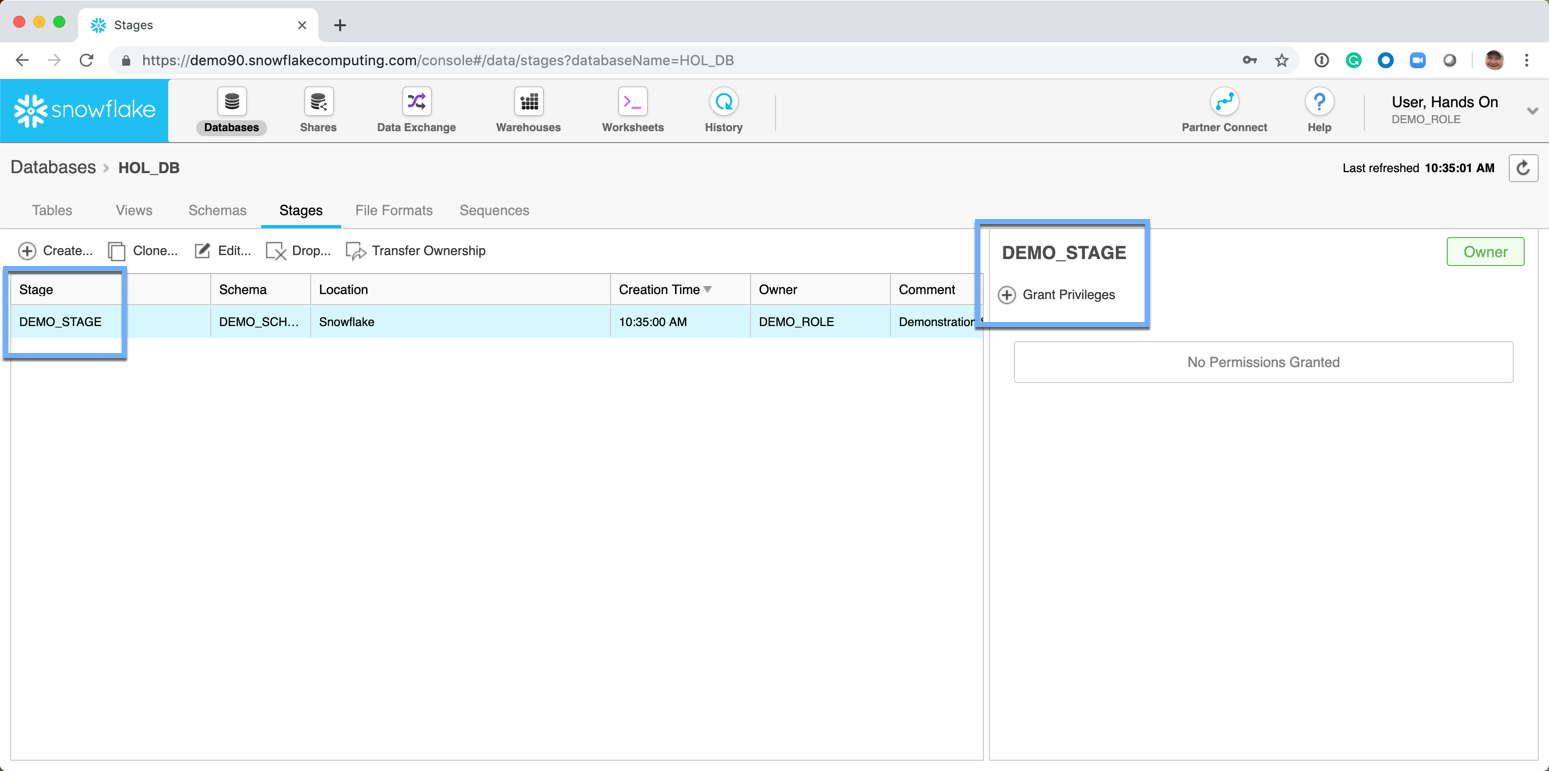 Stages
https://demo90.snowflakecomputing.com/console#/data/stages?databaseName=HOL_DB
snowflake
Databases
Shares
Data Exchange
Warehouses
Worksheets
History
Partner Connect
Help
User, Hands On
DEMO_ROLE
Databases > HOL_DB
Last refreshed 10:35:01 AM
Tables Views Schemas Stages File Formats Sequences
Create... Clone... Edit... Drop... Transfer Ownership
Stage Schema Location Creation Time Owner Comment
DEMO_STAGE DEMO_SCH... Snowflake 10:35:00 AM DEMO_ROLE Demonstration
DEMO_STAGE
Owner
Grant Privileges
No Permissions Granted